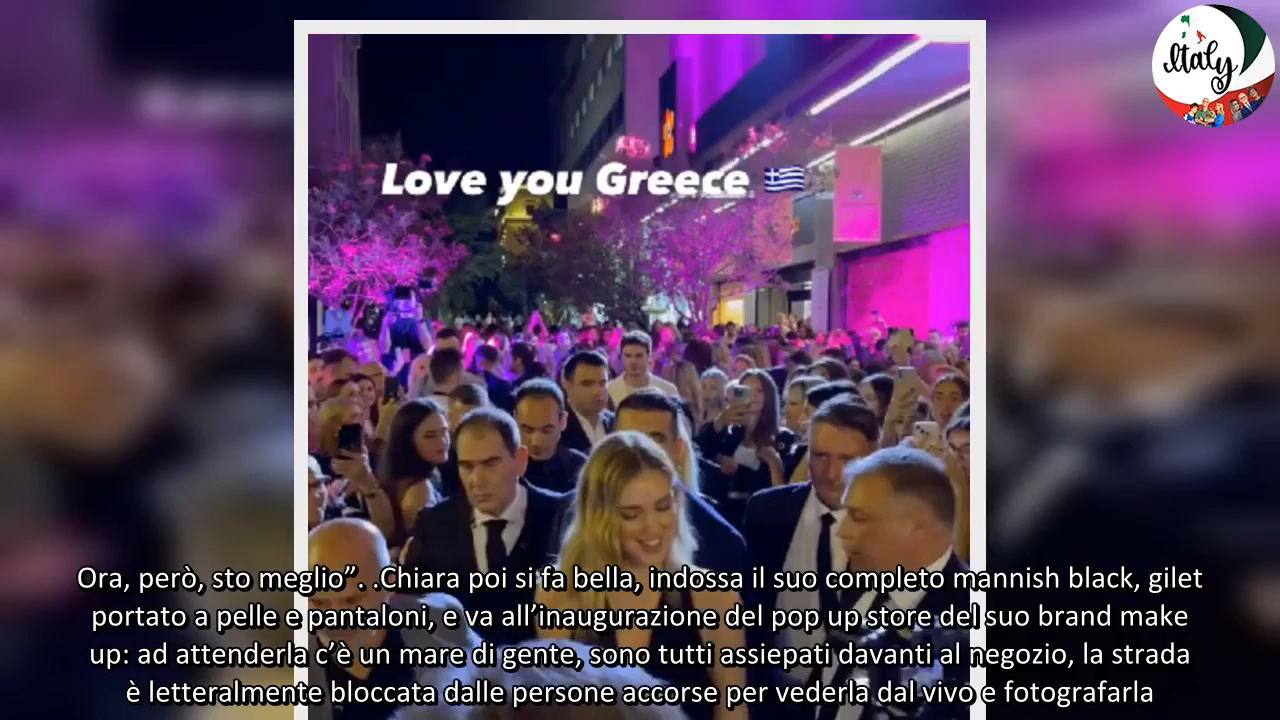 Italy
Love you Greece 🇬🇷
Ora, però, sto meglio”. .Chiara poi si fa bella, indossa il suo completo mannish black, gilet
portato a pelle e pantaloni, e va all’inaugurazione del pop up store del suo brand make
up: ad attenderla c’è un mare di gente, sono tutti assiepati davanti al negozio, la strada
è letteralmente bloccata dalle persone accorse per vederla dal vivo e fotografarla